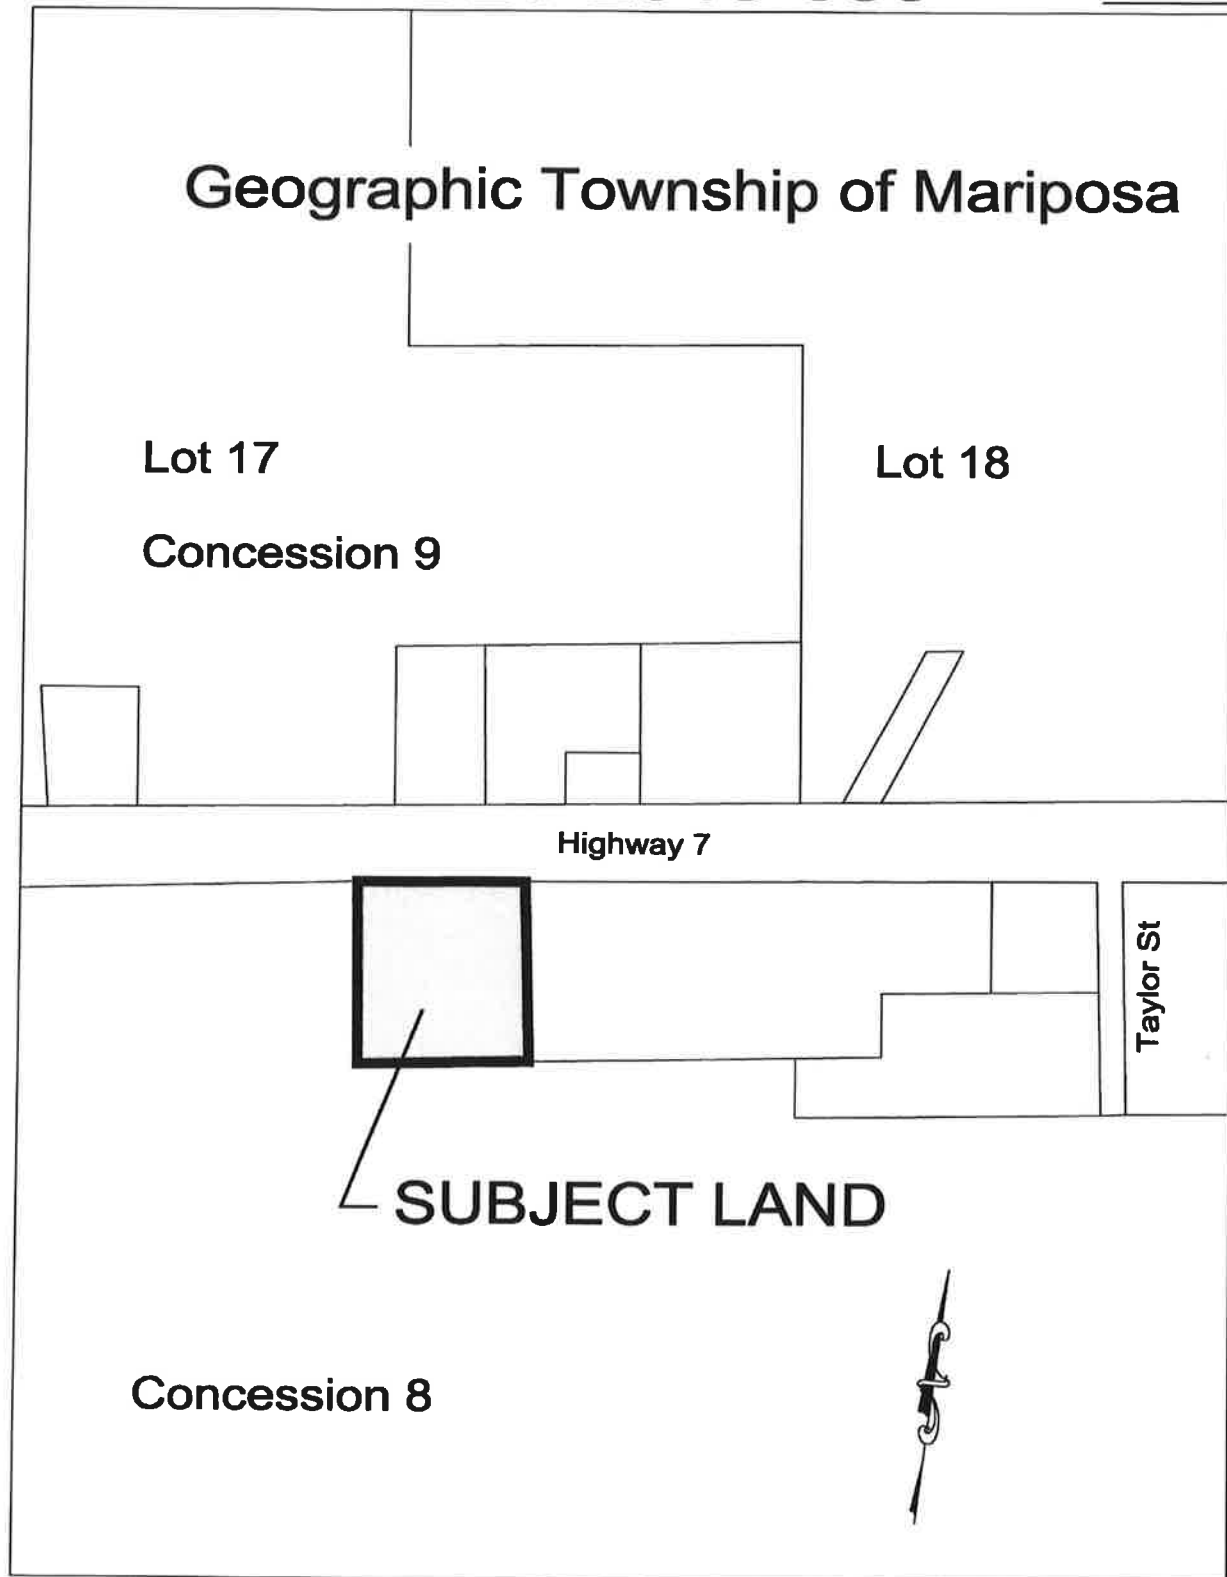 Geographic Township of Mariposa
Lot 17
Lot 18
Concession 9
Highway 7
Taylor St
SUBJECT LAND
Concession 8